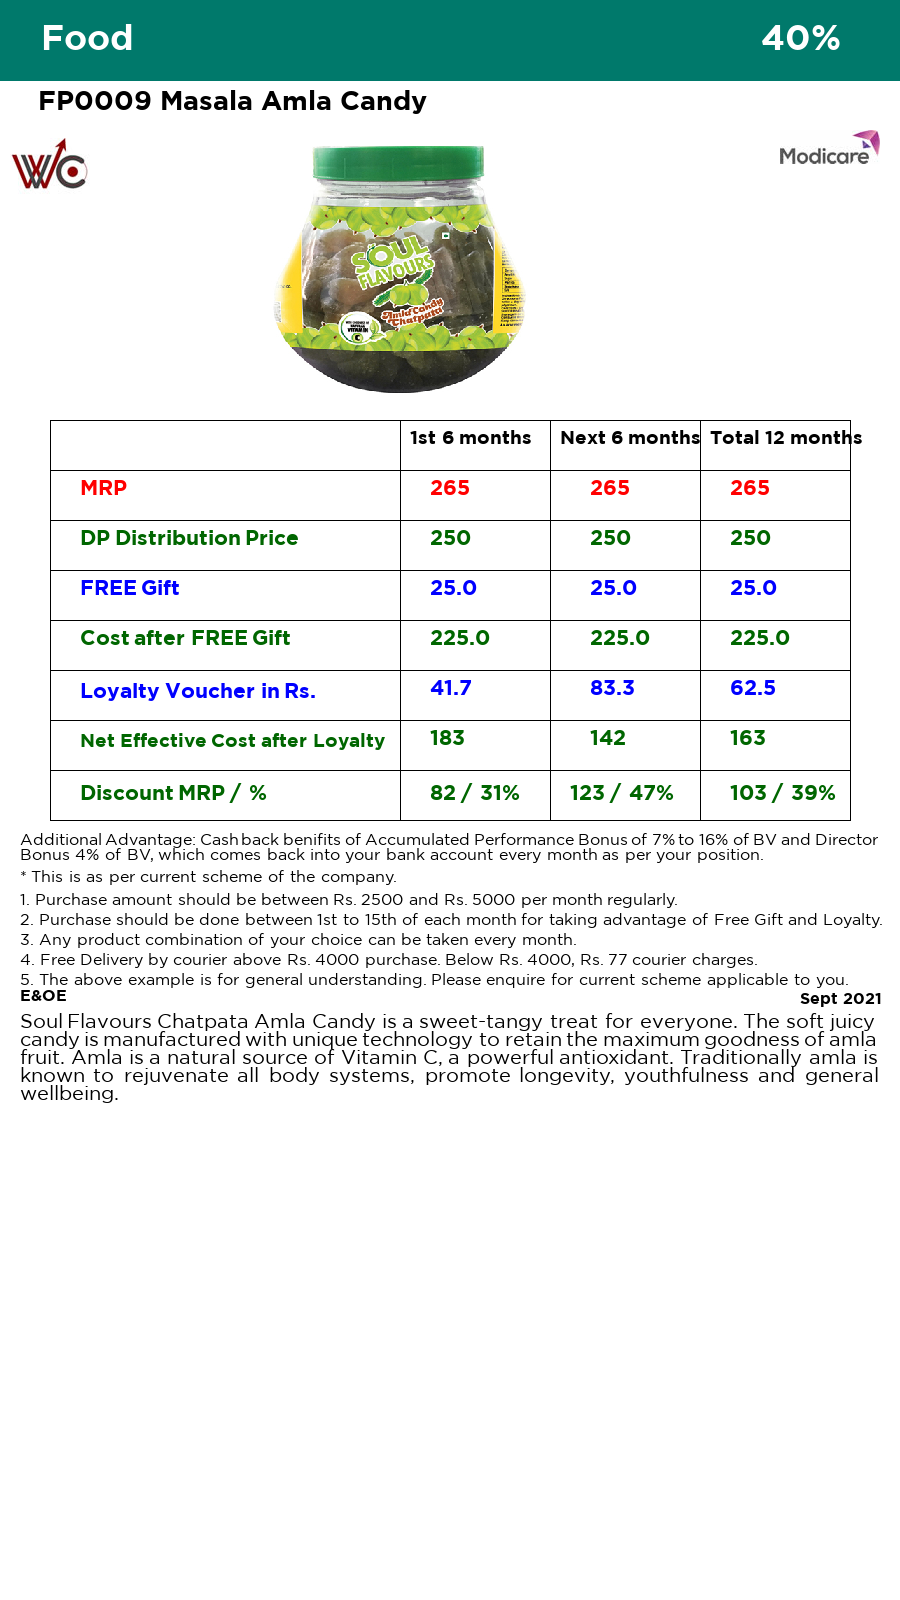 Food 40%
FP0009 Masala Amla Candy
WC
Modicare
SOUL
FLAVOURS
Amla Candy
Chatpata
VITAMIN
C
1st 6 months Next 6 months Total 12 months
MRP 265 265 265
DP Distribution Price 250 250 250
FREE Gift 25.0 25.0 25.0
Cost after FREE Gift 225.0 225.0 225.0
Loyalty Voucher in Rs. 41.7 83.3 62.5
Net Effective Cost after Loyalty 183 142 163
Discount MRP / % 82 / 31% 123 / 47% 103 / 39%
Additional Advantage: Cashback benifits of Accumulated Performance Bonus of 7% to 16% of BV and Director
Bonus 4% of BV, which comes back into your bank account every month as per your position.
* This is as per current scheme of the company.
1. Purchase amount should be between Rs. 2500 and Rs. 5000 per month regularly.
2. Purchase should be done between 1st to 15th of each month for taking advantage of Free Gift and Loyalty.
3. Any product combination of your choice can be taken every month.
4. Free Delivery by courier above Rs. 4000 purchase. Below Rs. 4000, Rs. 77 courier charges.
5. The above example is for general understanding. Please enquire for current scheme applicable to you.
E&OE Sept 2021
Soul Flavours Chatpata Amla Candy is a sweet-tangy treat for everyone. The soft juicy
candy is manufactured with unique technology to retain the maximum goodness of amla
fruit. Amla is a natural source of Vitamin C, a powerful antioxidant. Traditionally amla is
known to rejuvenate all body systems, promote longevity, youthfulness and general
wellbeing.